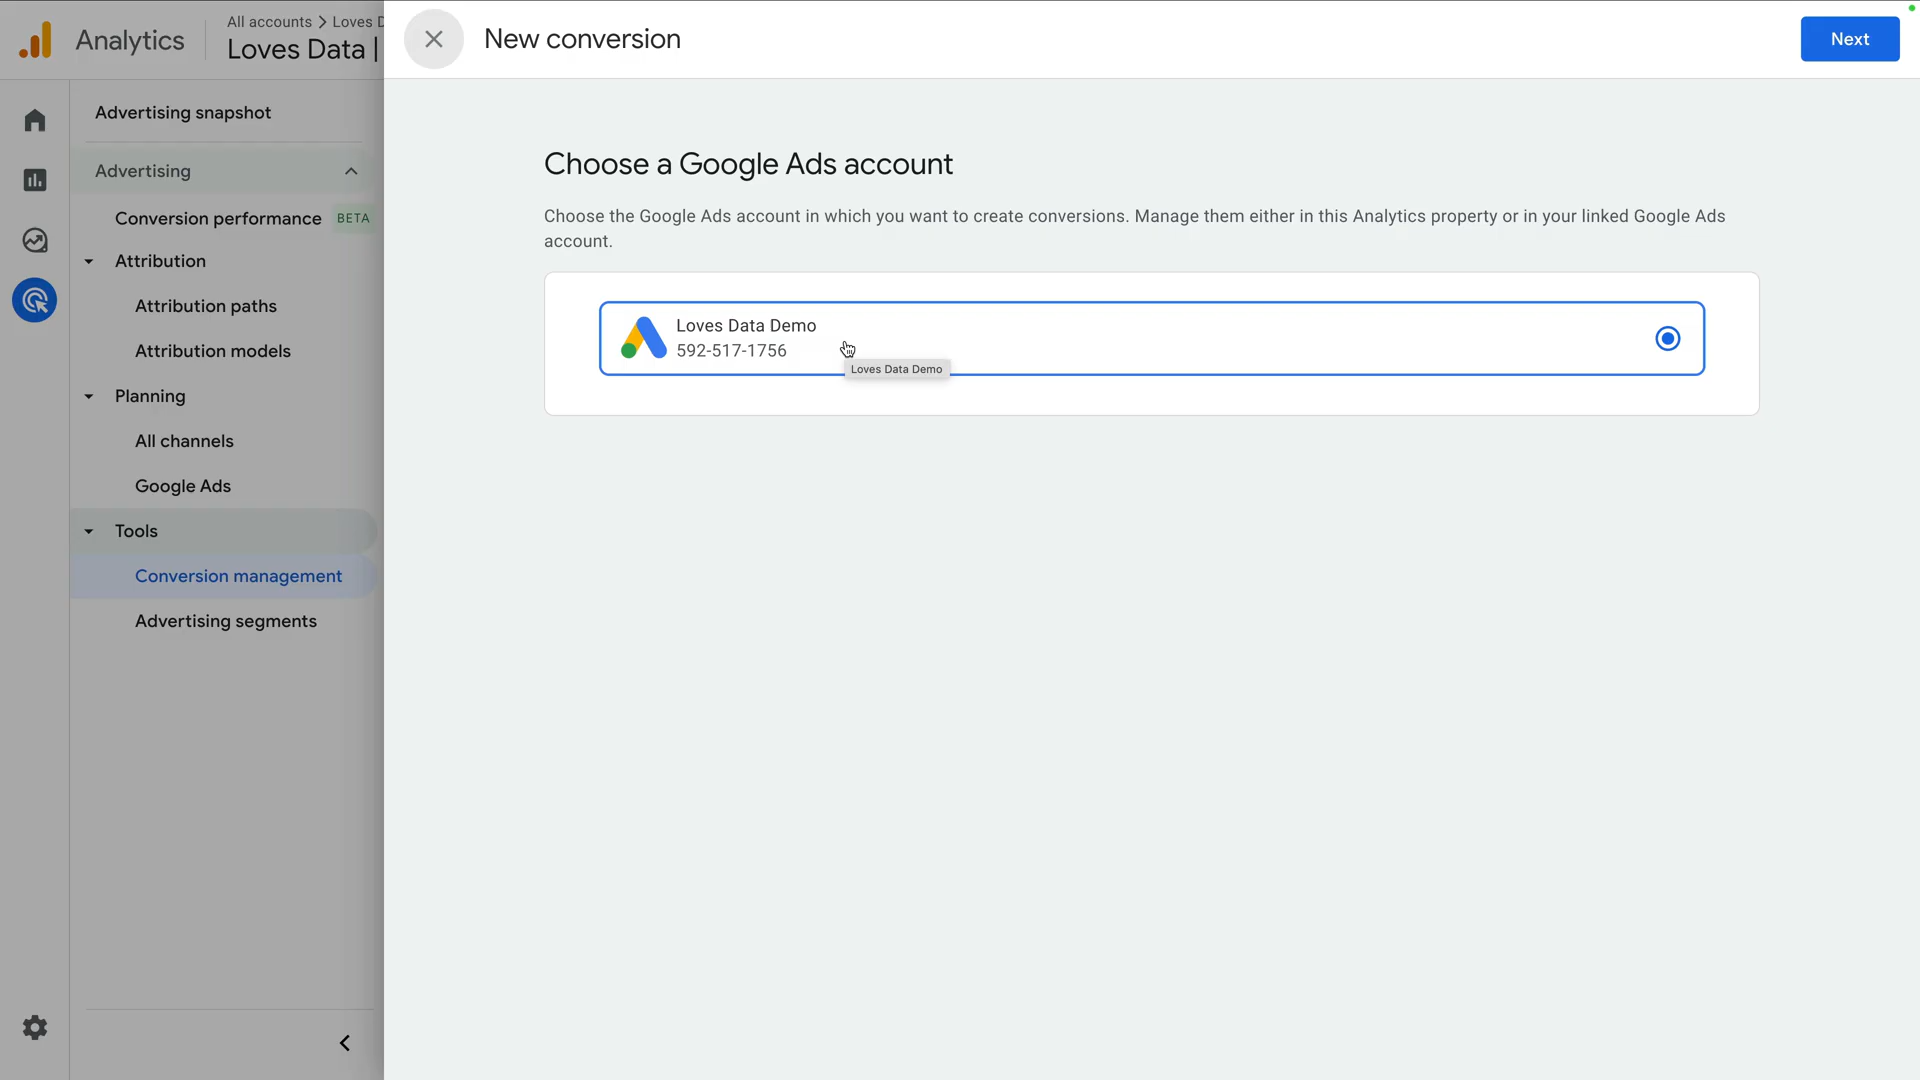 Analytics
All accounts > Loves D
Loves Data |
New conversion
Next
Advertising snapshot
Advertising
Conversion performance BETA
Attribution
Attribution paths
Attribution models
Planning
All channels
Google Ads
Tools
Conversion management
Advertising segments
Choose a Google Ads account
Choose the Google Ads account in which you want to create conversions. Manage them either in this Analytics property or in your linked Google Ads
account.
Loves Data Demo
592-517-1756
Loves Data Demo